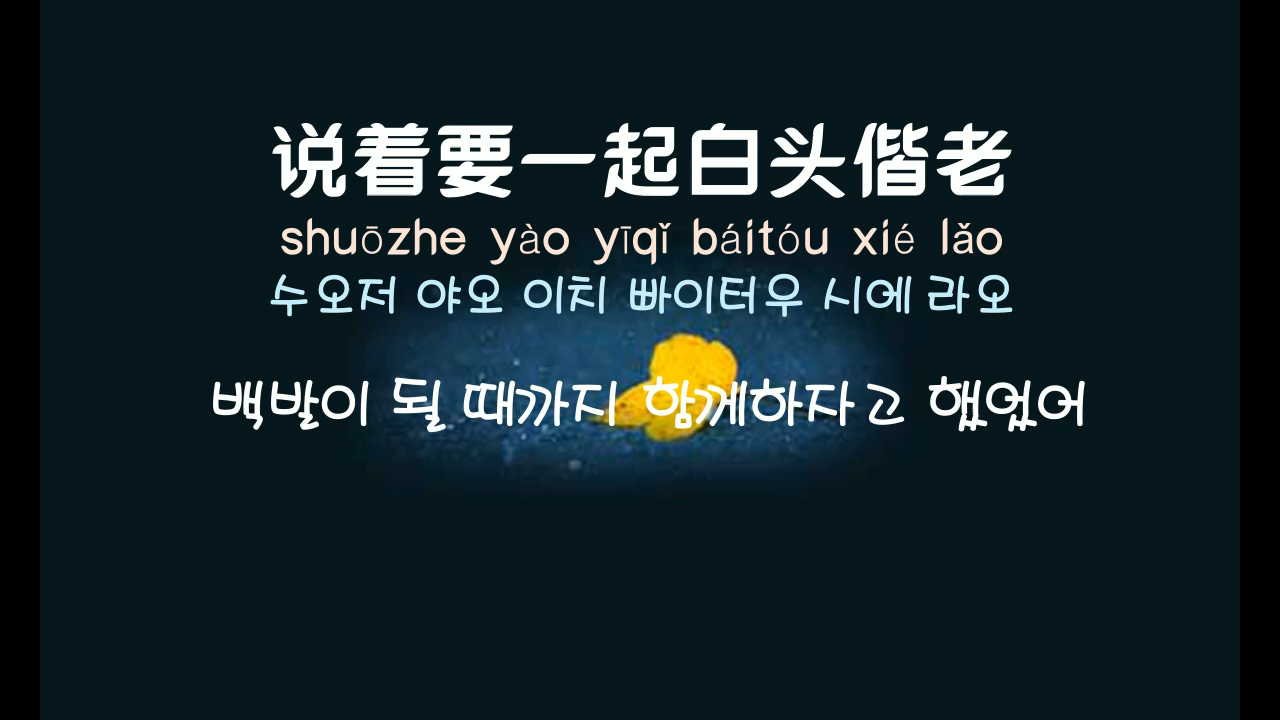 说着要一起白头偕老
shuōzhe yào yīqǐ báitóu xié lǎo
수오저 야오 이치 빠이터우 시에 라오
백발이 될 때까지 함께하자고 했었어